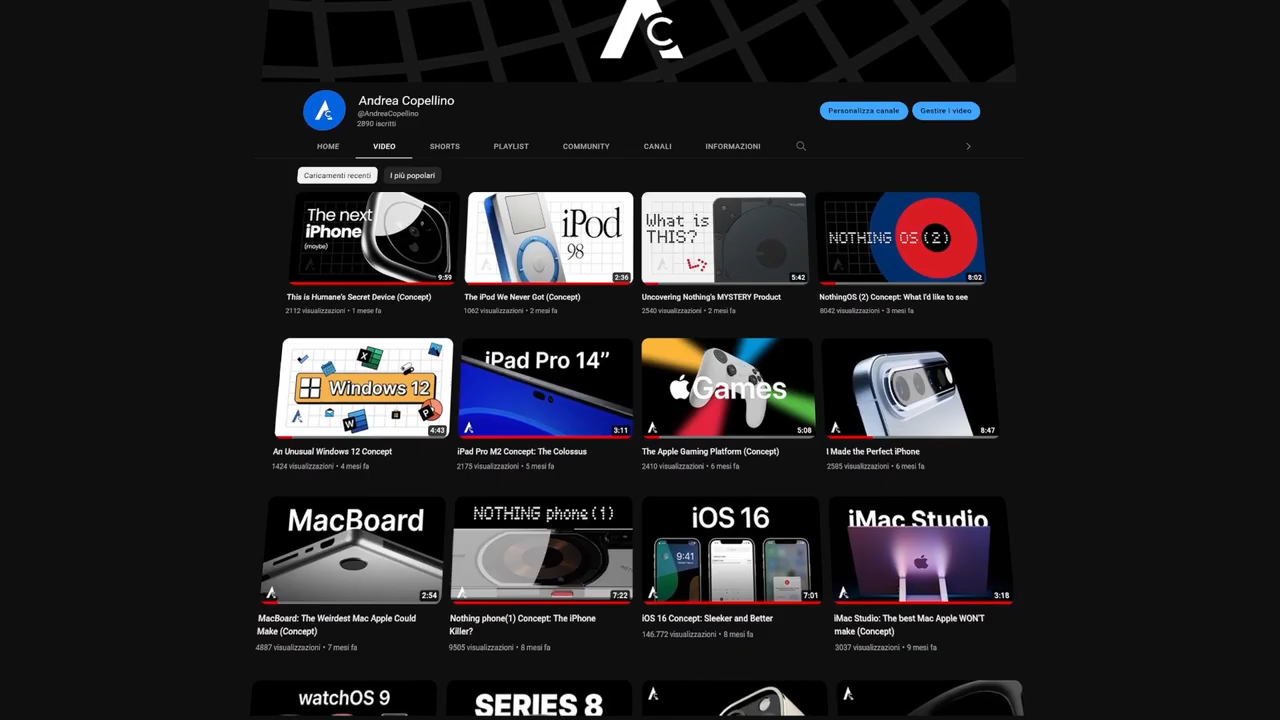 Andrea Copellino
@AndreaCopellino
2890 iscritti
Personalizza canale
Gestire i video
HOME
VIDEO
SHORTS
PLAYLIST
COMMUNITY
CANALI
INFORMAZIONI
Caricamenti recenti
I più popolari
The next
iPhone
(maybe)
9:59
iPod
98
2:36
What is
THIS?
5:42
NOTHING OS (2)
8:02
This is Humane's Secret Device (Concept)
2112 visualizzazioni • 1 mese fa
The iPod We Never Got (Concept)
1062 visualizzazioni • 2 mesi fa
Uncovering Nothing's MYSTERY Product
2540 visualizzazioni • 2 mesi fa
NothingOS (2) Concept: What I'd like to see
8042 visualizzazioni • 3 mesi fa
Windows 12
4:43
iPad Pro 14”
3:11
Games
5:08
8:47
An Unusual Windows 12 Concept
1424 visualizzazioni • 4 mesi fa
iPad Pro M2 Concept: The Colossus
2175 visualizzazioni • 5 mesi fa
The Apple Gaming Platform (Concept)
2410 visualizzazioni • 6 mesi fa
I Made the Perfect iPhone
2585 visualizzazioni • 6 mesi fa
MacBoard
2:54
NOTHING phone(1)
7:22
iOS 16
9:41
7:01
iMac Studio
3:18
MacBoard: The Weirdest Mac Apple Could
Make (Concept)
4887 visualizzazioni • 7 mesi fa
Nothing phone(1) Concept: The iPhone
Killer?
9505 visualizzazioni • 8 mesi fa
iOS 16 Concept: Sleeker and Better
146.772 visualizzazioni • 8 mesi fa
iMac Studio: The best Mac Apple WON'T
make (Concept)
3037 visualizzazioni • 9 mesi fa
watchOS 9
SERIES 8